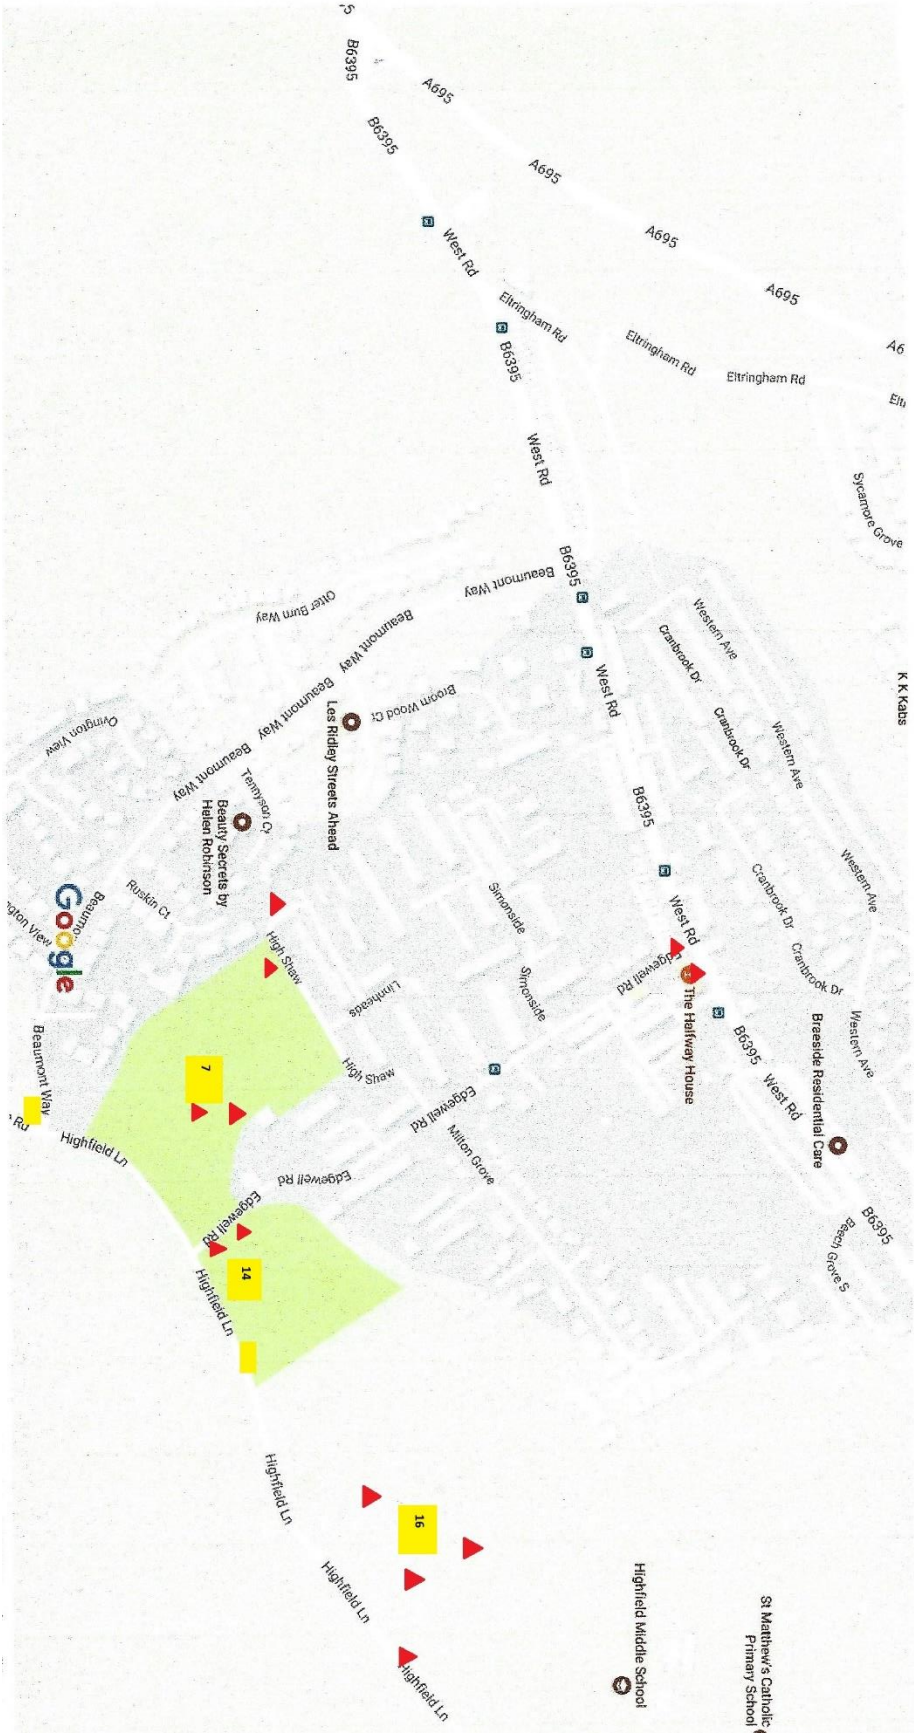 B6395
A695
B6395
A695
West Rd
A695
A695
Eltringham Rd
B6395
Eltringham Rd
Eltringham Rd
A6
West Rd
Sycamore Grove
B6395
Beaumont Way
Otter Burn Way
Beaumont Way
Western Ave
Cranbrook Dr
K K Kabs
West Rd
Broom Wood Ct
Beaumont Way
Les Ridley Streets Ahead
Ovington View
Beaumont Way
Cranbrook Dr
Western Ave
Tennyson Ct
Beauty Secrets by
Helen Robinson
B6395
Western Ave
Ruskin Ct
Google
Simonside
West Rd
Cranbrook Dr
Cranbrook Dr
High Shaw
Linnheads
Simonside
Edgewell Rd
The Halfway House
Western Ave
Braeside Residential Care
B6395
West Rd
High Shaw
Beaumont Way
7
Edgewell Rd
Milton Grove
Rd
Highfield Ln
Edgewell Rd
Edgewell Rd
B6395
Beech Grove S
14
Highfield Ln
Highfield Ln
16
Highfield Ln
Highfield Ln
Highfield Middle School
St Matthew's Catholic
Primary School